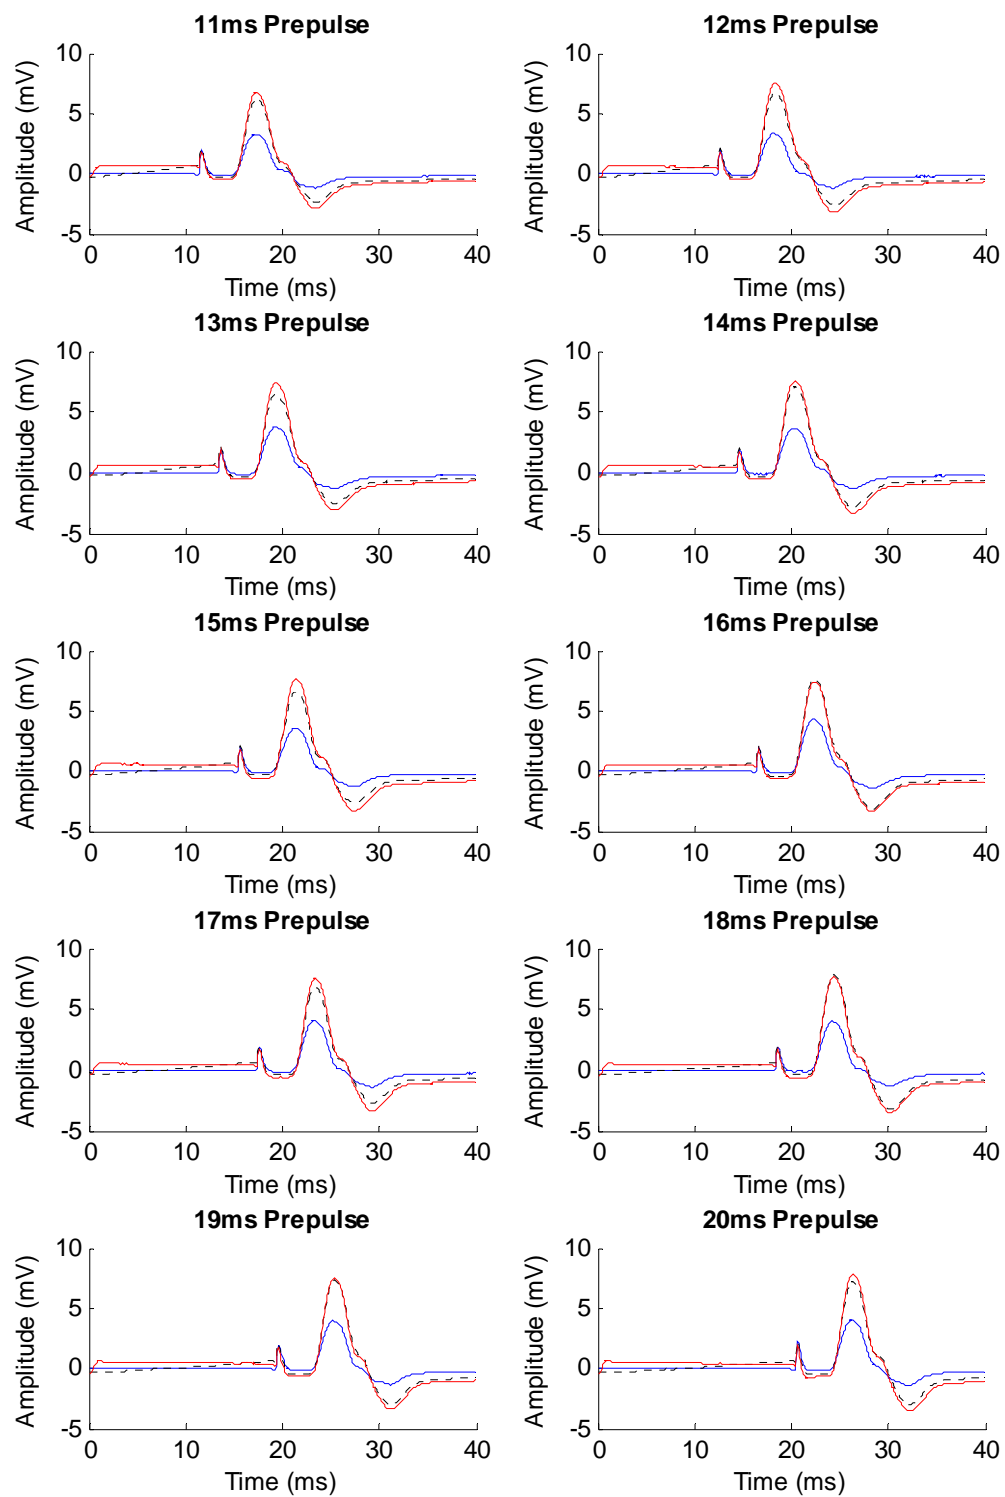 11ms Prepulse
12ms Prepulse
Amplitude (mV)
10
5
0
-5
0 10 20 30 40
Time (ms)
Amplitude (mV)
10
5
0
-5
0 10 20 30 40
Time (ms)
13ms Prepulse
14ms Prepulse
Amplitude (mV)
10
5
0
-5
0 10 20 30 40
Time (ms)
Amplitude (mV)
10
5
0
-5
0 10 20 30 40
Time (ms)
15ms Prepulse
16ms Prepulse
Amplitude (mV)
10
5
0
-5
0 10 20 30 40
Time (ms)
Amplitude (mV)
10
5
0
-5
0 10 20 30 40
Time (ms)
17ms Prepulse
18ms Prepulse
Amplitude (mV)
10
5
0
-5
0 10 20 30 40
Time (ms)
Amplitude (mV)
10
5
0
-5
0 10 20 30 40
Time (ms)
19ms Prepulse
20ms Prepulse
Amplitude (mV)
10
5
0
-5
0 10 20 30 40
Time (ms)
Amplitude (mV)
10
5
0
-5
0 10 20 30 40
Time (ms)